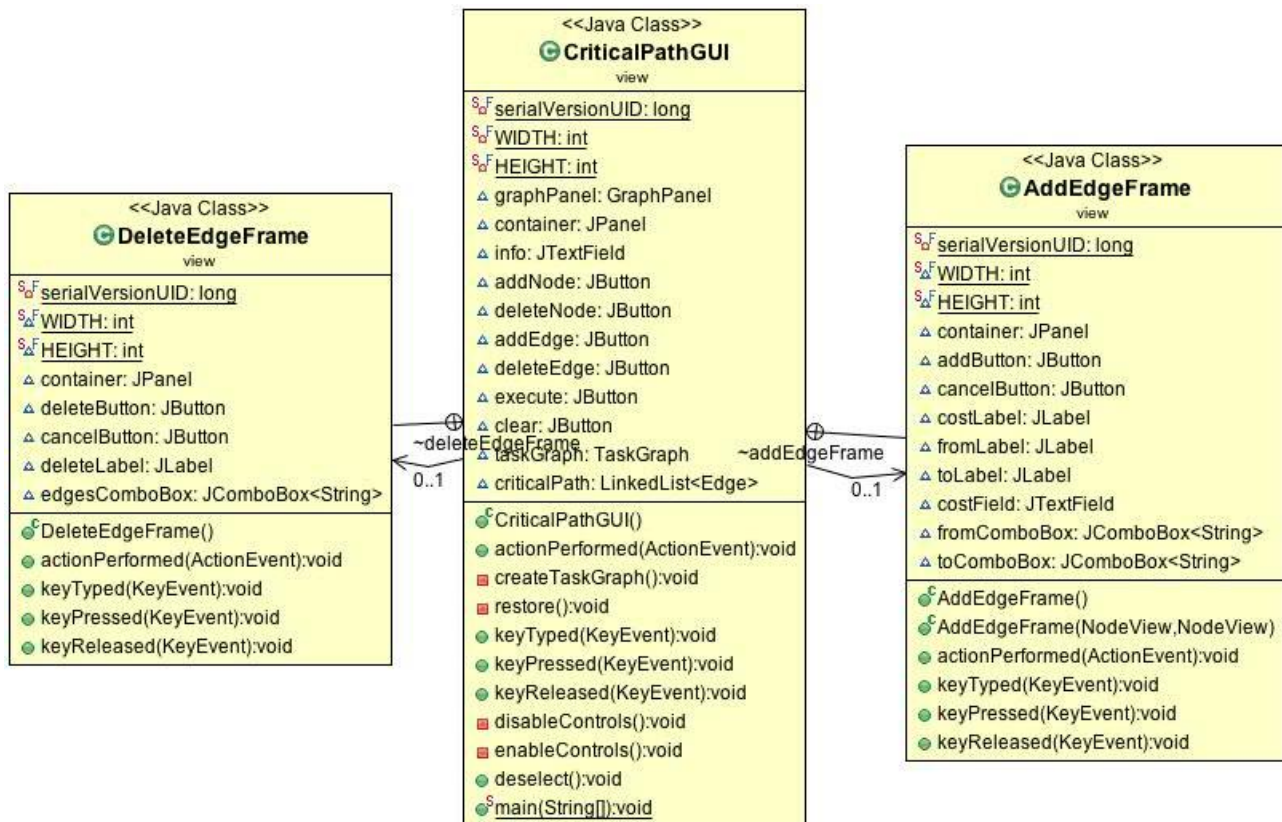 <<Java Class>>
DeleteEdgeFrame
view
serialVersionUID: long
WIDTH: int
HEIGHT: int
container: JPanel
deleteButton: JButton
cancelButton: JButton
deleteLabel: JLabel
edgesComboBox: JComboBox<String>
DeleteEdgeFrame()
actionPerformed(ActionEvent):void
keyTyped(KeyEvent):void
keyPressed(KeyEvent):void
keyReleased(KeyEvent):void
~deleteEdgeFrame
0..1
<<Java Class>>
CriticalPathGUI
view
serialVersionUID: long
WIDTH: int
HEIGHT: int
graphPanel: GraphPanel
container: JPanel
info: JTextField
addNode: JButton
deleteNode: JButton
addEdge: JButton
deleteEdge: JButton
execute: JButton
clear: JButton
taskGraph: TaskGraph
criticalPath: LinkedList<Edge>
CriticalPathGUI()
actionPerformed(ActionEvent):void
createTaskGraph():void
restore():void
keyTyped(KeyEvent):void
keyPressed(KeyEvent):void
keyReleased(KeyEvent):void
disableControls():void
enableControls():void
deselect():void
main(String[]):void
~addEdgeFrame
0..1
<<Java Class>>
AddEdgeFrame
view
serialVersionUID: long
WIDTH: int
HEIGHT: int
container: JPanel
addButton: JButton
cancelButton: JButton
costLabel: JLabel
fromLabel: JLabel
toLabel: JLabel
costField: JTextField
fromComboBox: JComboBox<String>
toComboBox: JComboBox<String>
AddEdgeFrame()
AddEdgeFrame(NodeView,NodeView)
actionPerformed(ActionEvent):void
keyTyped(KeyEvent):void
keyPressed(KeyEvent):void
keyReleased(KeyEvent):void